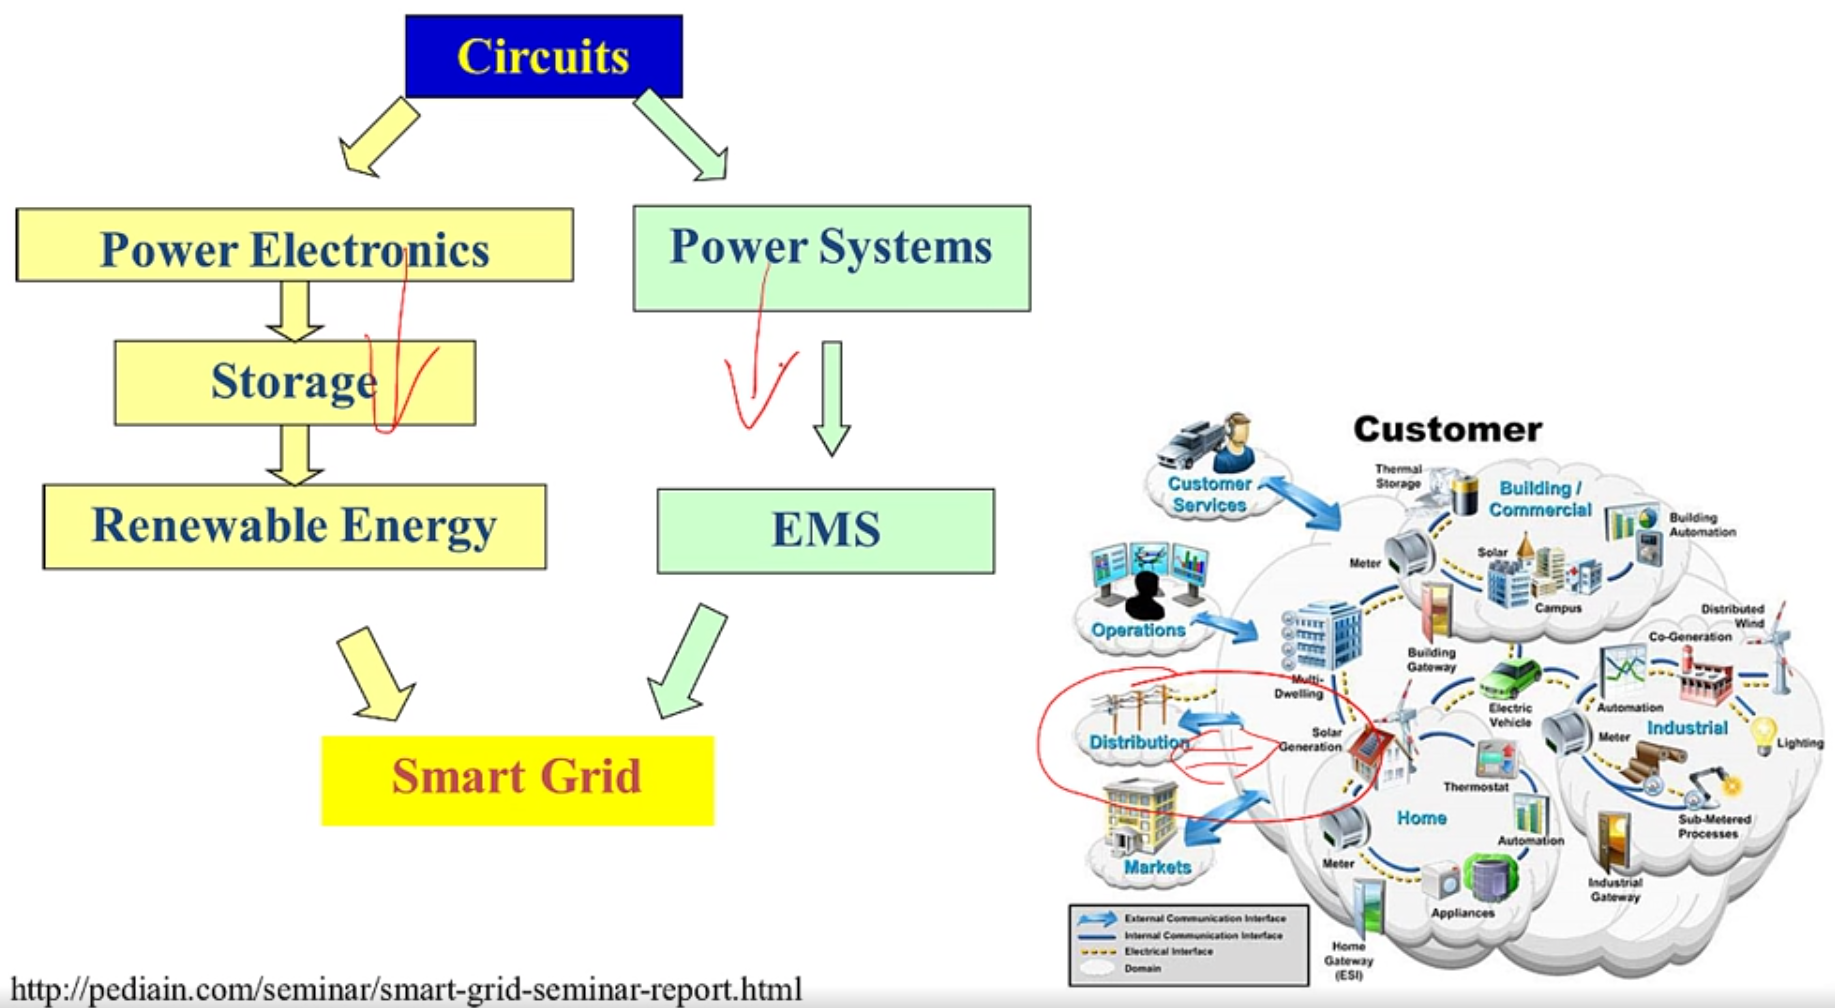 Circuits
Power Electronics
Power Systems
Storage
Renewable Energy
EMS
Smart Grid
Customer
Customer
Services
Thermal
Storage
Building /
Commercial
Building
Automation
Meter
Solar
Campus
Operations
Building
Gateway
Multi-
Dwelling
Distributed
Wind
Co-Generation
Electric
Vehicle
Automation
Industrial
Meter
Lighting
Distribution
Solar
Generation
Thermostat
Sub-Metered
Processes
Home
Automation
Markets
Meter
Appliances
Industrial
Gateway
Home
Gateway
(ESI)
External Communication Interface
Internal Communication Interface
Electrical Interface
Domain
http://pediain.com/seminar/smart-grid-seminar-report.html